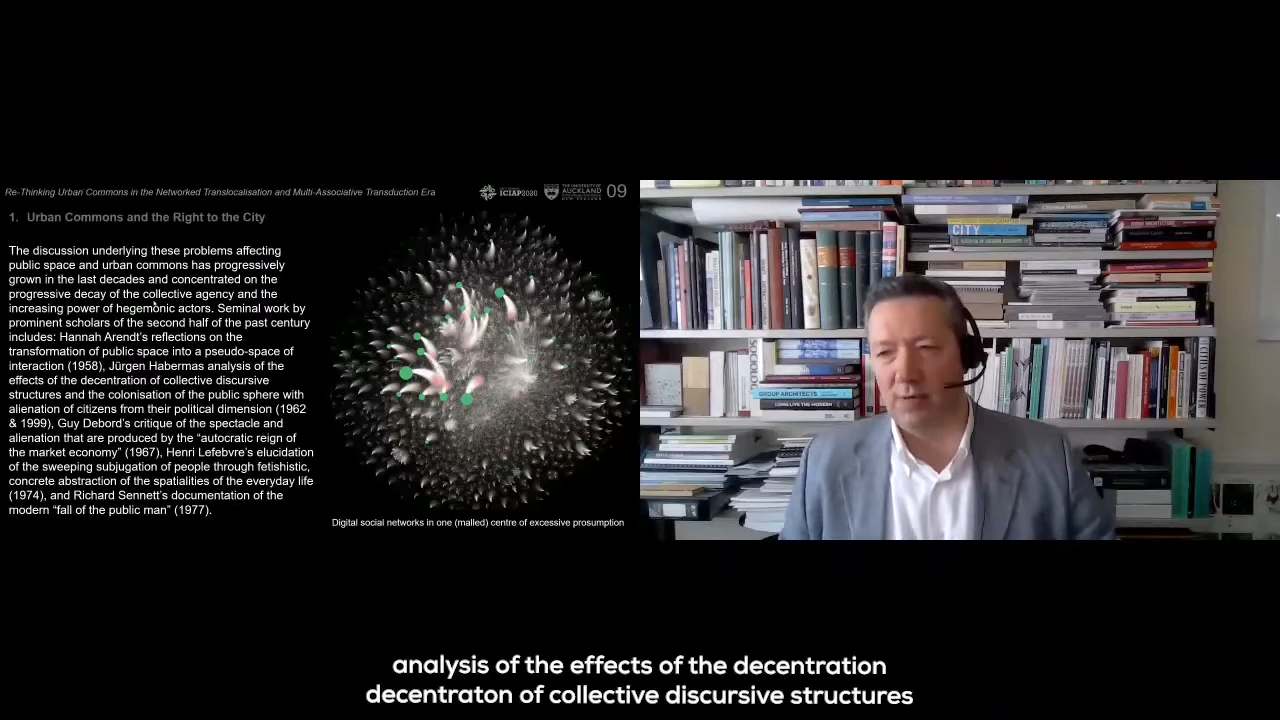 Re-Thinking Urban Commons in the Networked Translocalisation and Multi-Associative Transduction Era
ICIAP2020
THE UNIVERSITY OF
AUCKLAND
NEW ZEALAND
09
1. Urban Commons and the Right to the City
The discussion underlying these problems affecting
public space and urban commons has progressively
grown in the last decades and concentrated on the
progressive decay of the collective agency and the
increasing power of hegemonic actors. Seminal work by
prominent scholars of the second half of the past century
includes: Hannah Arendt's reflections on the
transformation of public space into a pseudo-space of
interaction (1958), Jürgen Habermas analysis of the
effects of the decentration of collective discursive
structures and the colonisation of the public sphere with
alienation of citizens from their political dimension (1962
& 1999), Guy Debord's critique of the spectacle and
alienation that are produced by the “autocratic reign of
the market economy” (1967), Henri Lefebvre's elucidation
of the sweeping subjugation of people through fetishistic,
concrete abstraction of the spatialities of the everyday life
(1974), and Richard Sennett's documentation of the
modern “fall of the public man” (1977).
Digital social networks in one (malled) centre of excessive prosumption
CITY
GROUP ARCHITECTS
LONG LIVE THE MODERN
analysis of the effects of the decentration
decentraton of collective discursive structures